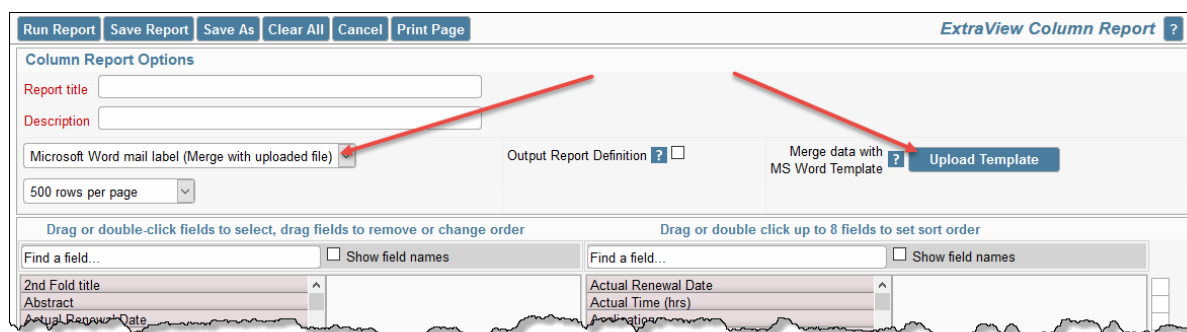 Run Report Save Report Save As Clear All Cancel Print Page ExtraView Column Report ?
Column Report Options
Report title
Description
Microsoft Word mail label (Merge with uploaded file) Output Report Definition ? Merge data with MS Word Template ? Upload Template
500 rows per page
Drag or double-click fields to select, drag fields to remove or change order Drag or double click up to 8 fields to set sort order
Find a field... Show field names Find a field... Show field names
2nd Fold title Actual Renewal Date
Abstract Actual Time (hrs)
Actual Renewal Date Application